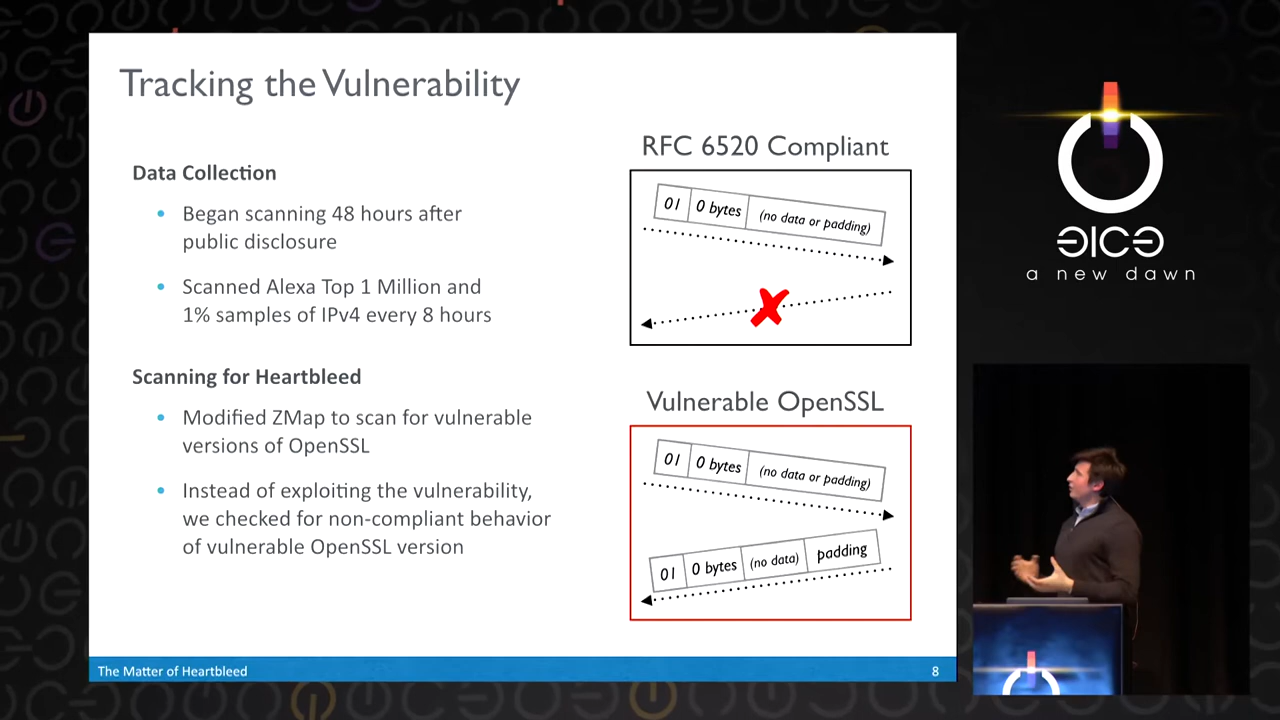 Tracking the Vulnerability
Data Collection
• Began scanning 48 hours after
public disclosure
• Scanned Alexa Top 1 Million and
1% samples of IPv4 every 8 hours
Scanning for Heartbleed
• Modified ZMap to scan for vulnerable
versions of OpenSSL
• Instead of exploiting the vulnerability,
we checked for non-compliant behavior
of vulnerable OpenSSL version
RFC 6520 Compliant
01 0 bytes (no data or padding)
Vulnerable OpenSSL
01 0 bytes (no data or padding)
01 0 bytes (no data) padding
The Matter of Heartbleed
8
a new dawn